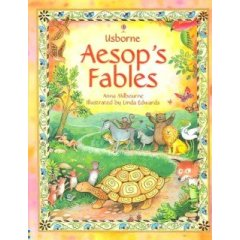 Usborne
Aesop's
Fables
Anna Milbourne
Illustrated by Linda Edwards